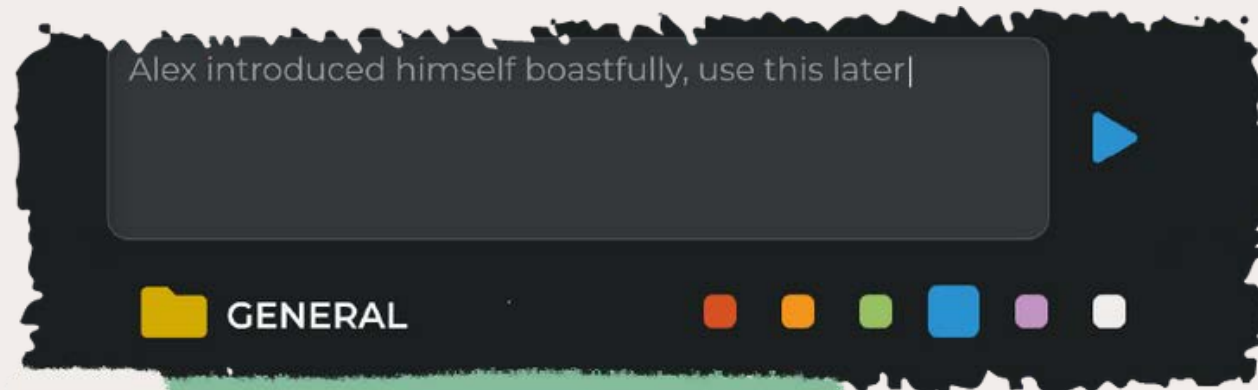 Alex introduced himself boastfully, use this later
GENERAL